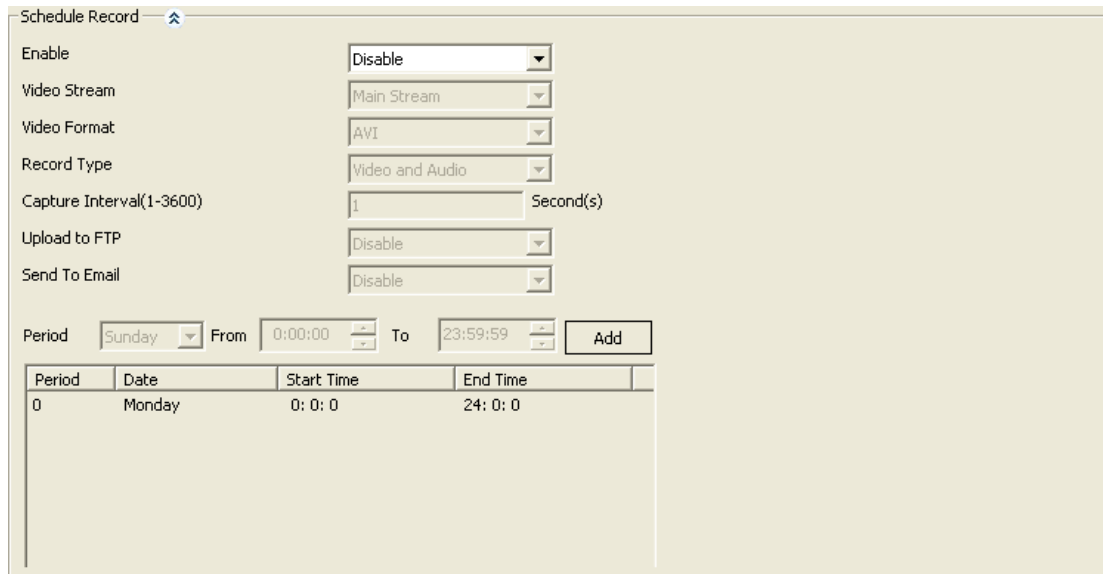 Schedule Record
Enable Disable
Video Stream Main Stream
Video Format AVI
Record Type Video and Audio
Capture Interval(1-3600) 1 Second(s)
Upload to FTP Disable
Send To Email Disable
Period Sunday From 0:00:00 To 23:59:59 Add
Period Date Start Time End Time
0 Monday 0: 0: 0 24: 0: 0